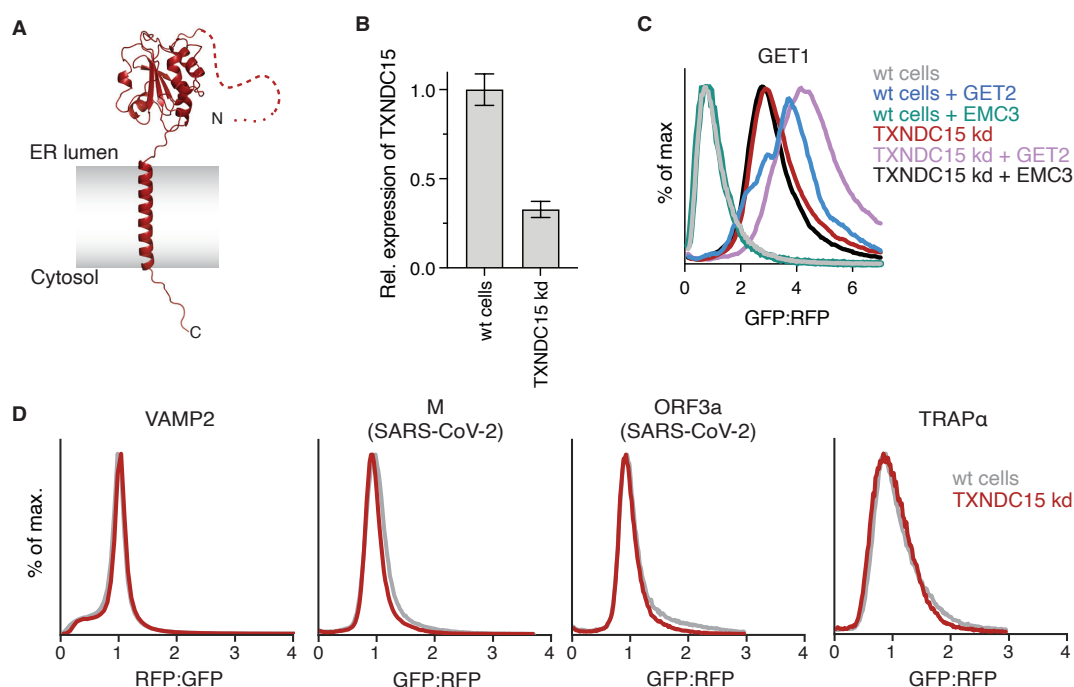 A
N
ER lumen
Cytosol
C
B
Rel. expression of TXNDC15
1.0
0.5
0.0
wt cells
TXNDC15 kd
C
GET1
% of max
0 2 4 6
GFP:RFP
wt cells
wt cells + GET2
wt cells + EMC3
TXNDC15 kd
TXNDC15 kd + GET2
TXNDC15 kd + EMC3
D
VAMP2
% of max.
0 1 2 3 4
RFP:GFP
M
(SARS-CoV-2)
0 1 2 3 4
GFP:RFP
ORF3a
(SARS-CoV-2)
0 1 2 3 4
GFP:RFP
TRAPα
0 1 2 3 4
GFP:RFP
wt cells
TXNDC15 kd